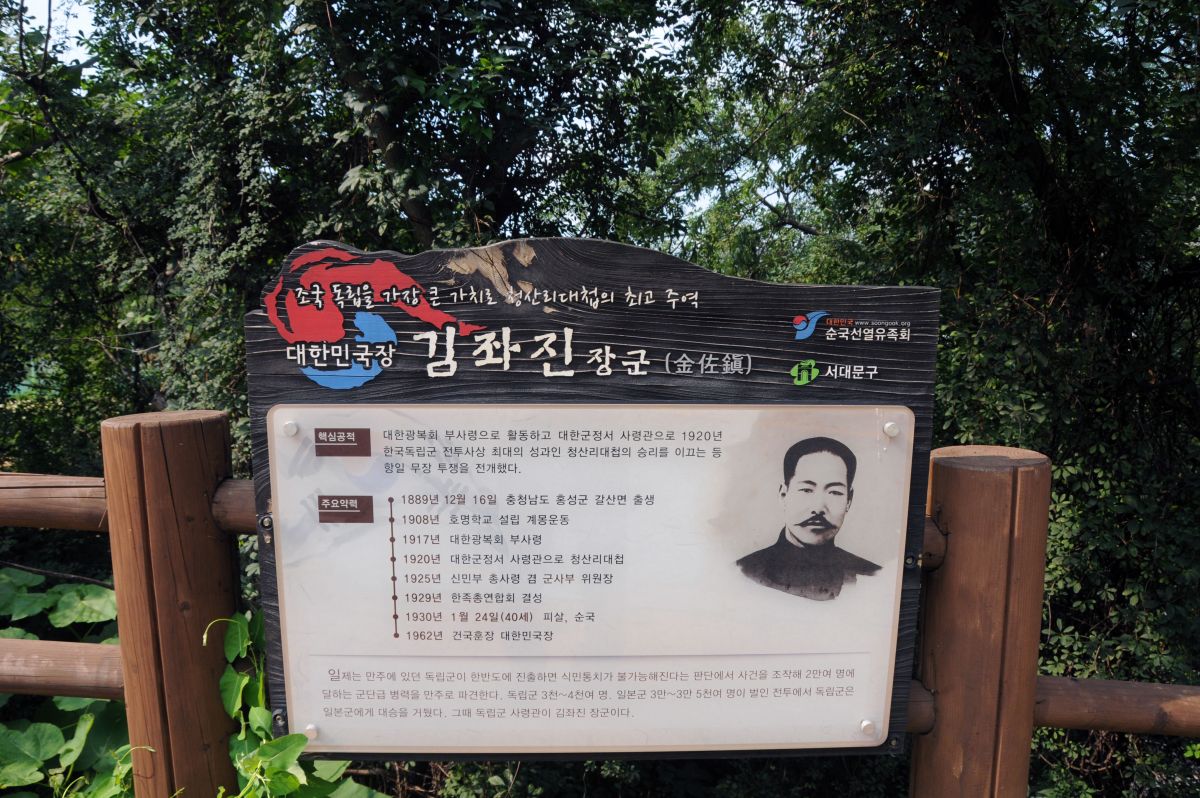 조국 독립을 가장 큰 가치로 청산리대첩의 최고 주역
대한민국장 김좌진 장군 (金佐鎭)
대한민국 www.soongook.org
순국선열유족회
서대문구
핵심공적
대한광복회 부사령으로 활동하고 대한군정서 사령관으로 1920년
한국독립군 전투사상 최대의 성과인 청산리대첩의 승리를 이끄는 등
항일 무장 투쟁을 전개했다.
주요약력
1889년 12월 16일 충청남도 홍성군 갈산면 출생
1908년 호명학교 설립 계몽운동
1917년 대한광복회 부사령
1920년 대한군정서 사령관으로 청산리대첩
1925년 신민부 총사령 겸 군사부 위원장
1929년 한족총연합회 결성
1930년 1월 24일(40세) 피살, 순국
1962년 건국훈장 대한민국장
일제는 만주에 있던 독립군이 한반도에 진출하면 식민통치가 불가능해진다는 판단에서 사건을 조작해 2만여 명에
달하는 군단급 병력을 만주로 파견한다. 독립군 3천~4천여 명, 일본군 3만~3만 5천여 명이 벌인 전투에서 독립군은
일본군에게 대승을 거뒀다. 그때 독립군 사령관이 김좌진 장군이다.